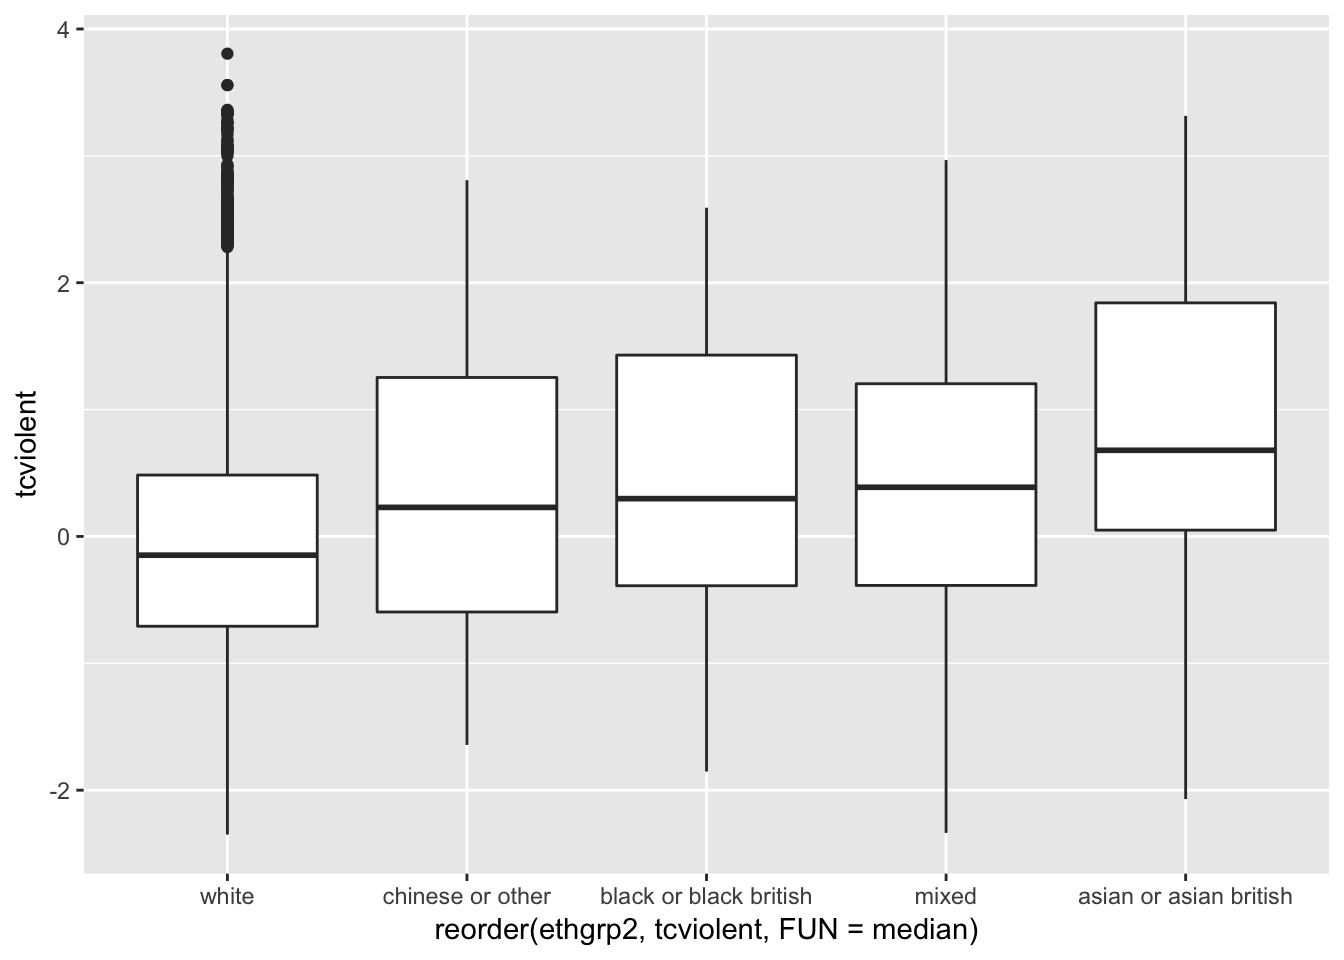 4
2
0
-2
tcviolent
white
chinese or other
black or black british
mixed
asian or asian british
reorder(ethgrp2, tcviolent, FUN = median)